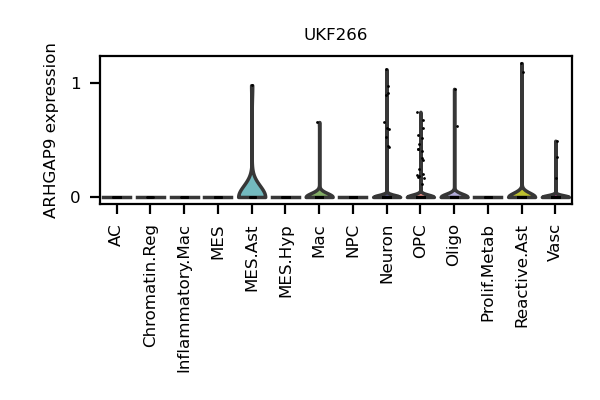 UKF266
ARHGAP9 expression
1
0
AC
Chromatin.Reg
Inflammatory.Mac
MES
MES.Ast
MES.Hyp
Mac
NPC
Neuron
OPC
Oligo
Prolif.Metab
Reactive.Ast
Vasc